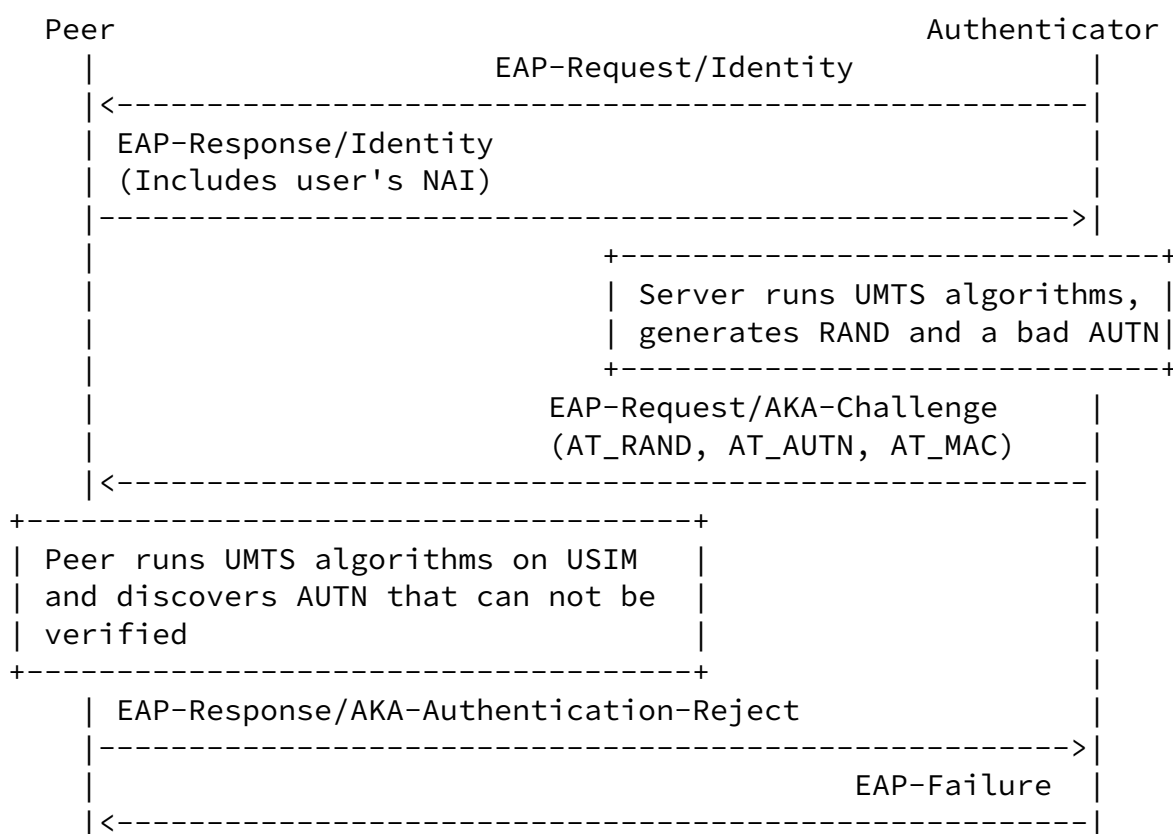 Peer Authenticator
EAP-Request/Identity
EAP-Response/Identity
(Includes user's NAI)
Server runs UMTS algorithms,
generates RAND and a bad AUTN
EAP-Request/AKA-Challenge
(AT_RAND, AT_AUTN, AT_MAC)
Peer runs UMTS algorithms on USIM
and discovers AUTN that can not be
verified
EAP-Response/AKA-Authentication-Reject
EAP-Failure